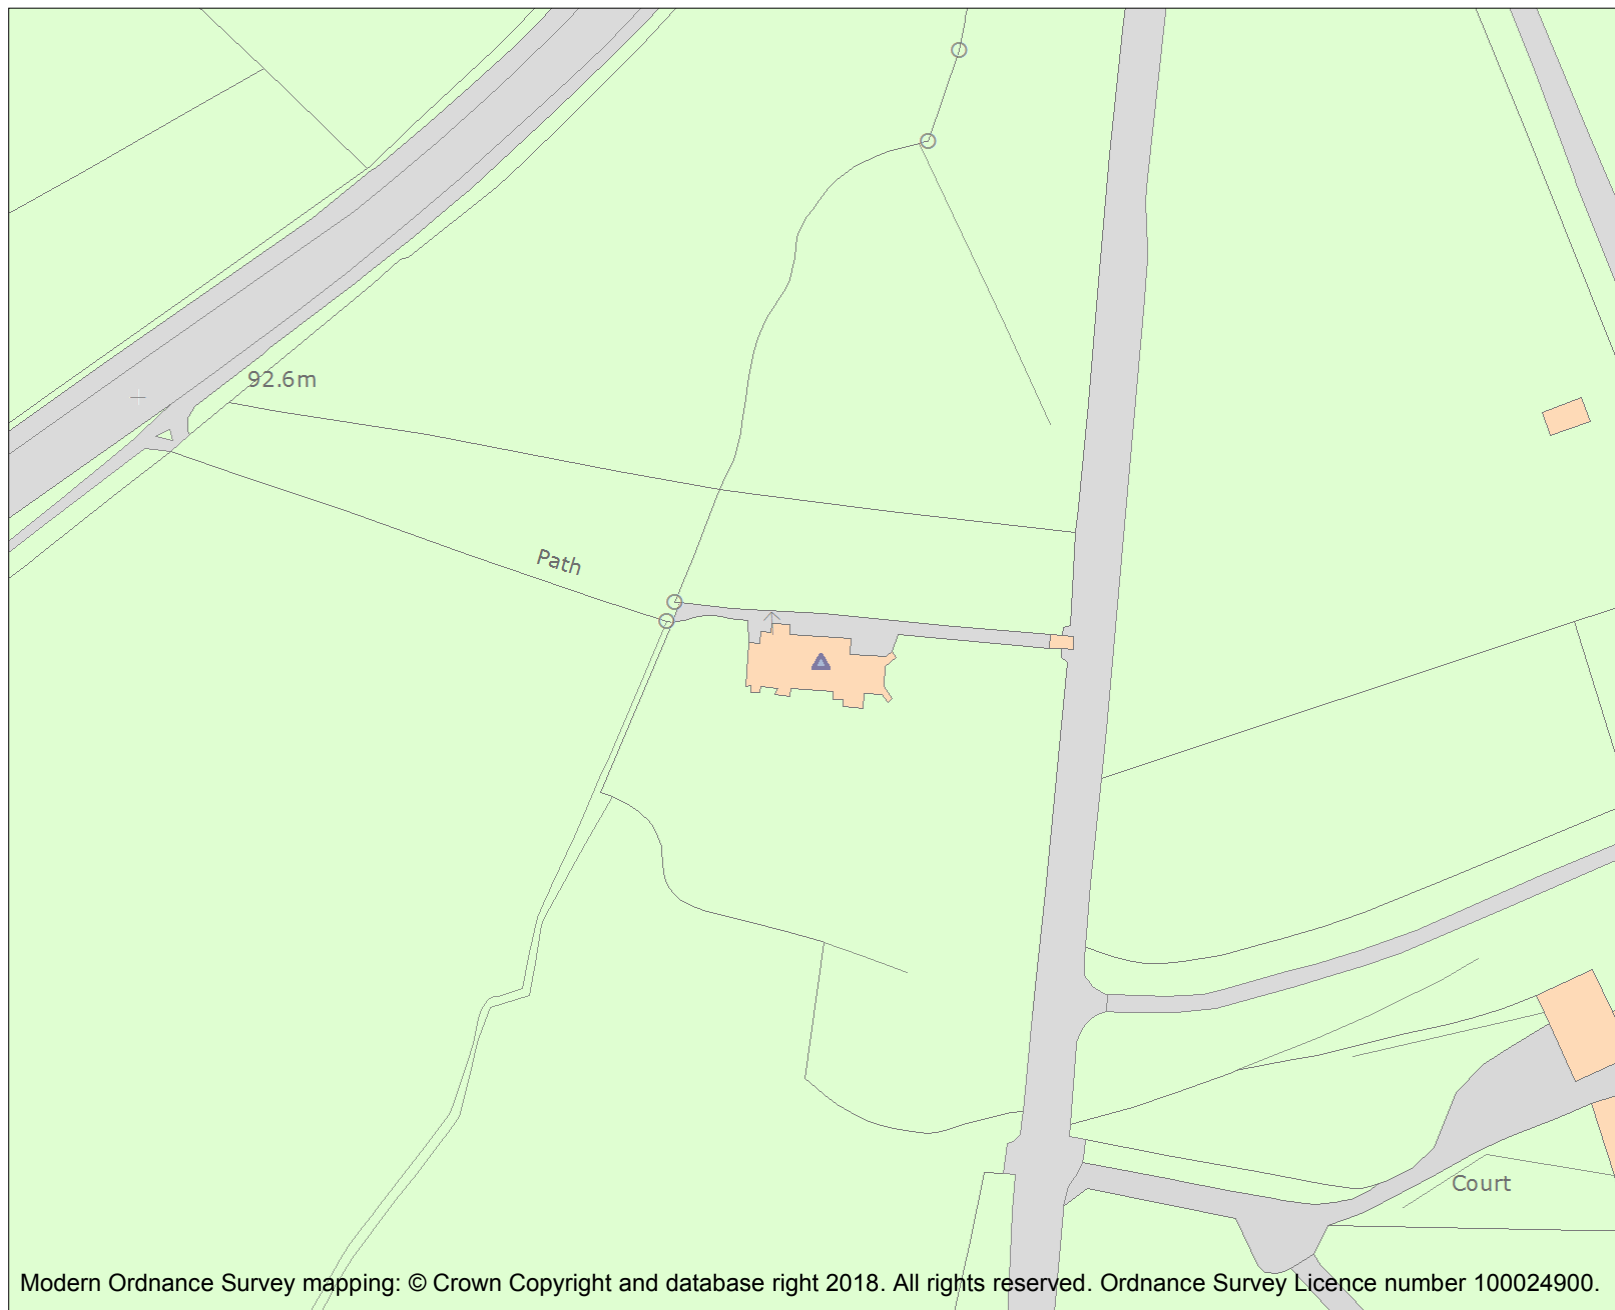 92.6m
Path
Court
Modern Ordnance Survey mapping: © Crown Copyright and database right 2018. All rights reserved. Ordnance Survey Licence number 100024900.